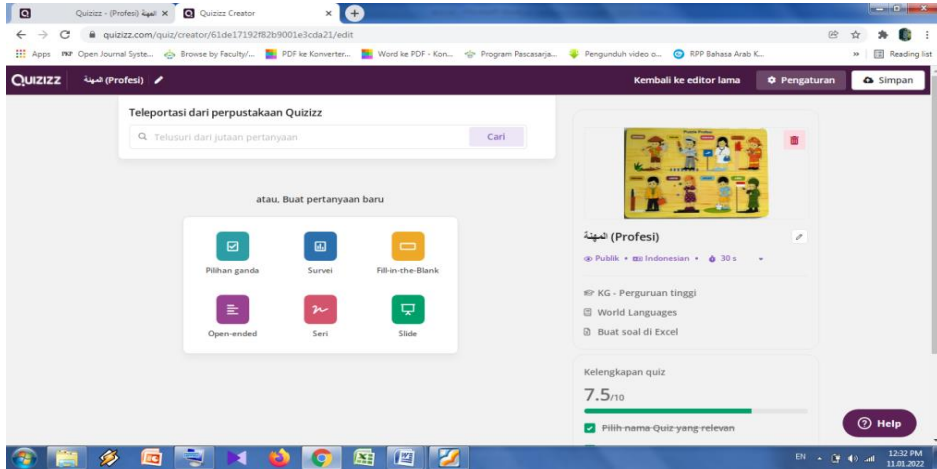 Quizizz - (Profesi) المهنة
Quizizz Creator
quizizz.com/quiz/creator/61de17192f82b9001e3cda21/edit
Apps
Open Journal Syste...
Browse by Faculty/...
PDF ke Konverter...
Word ke PDF - Kon...
Program Pascasarja...
Pengunduh video o...
RPP Bahasa Arab K...
»
Reading list
QUIZIZZ
المهنة (Profesi)
Kembali ke editor lama
Pengaturan
Simpan
Teleportasi dari perpustakaan Quizizz
Telusuri dari jutaan pertanyaan
Cari
atau, Buat pertanyaan baru
Pilihan ganda
Survei
Fill-in-the-Blank
Open-ended
Seri
Slide
المهنة (Profesi)
Publik • Indonesian • 30 s
KG - Perguruan tinggi
World Languages
Buat soal di Excel
Kelengkapan quiz
7.5/10
Pilih nama Quiz yang relevan
Help
EN
12:32 PM
11.01.2022